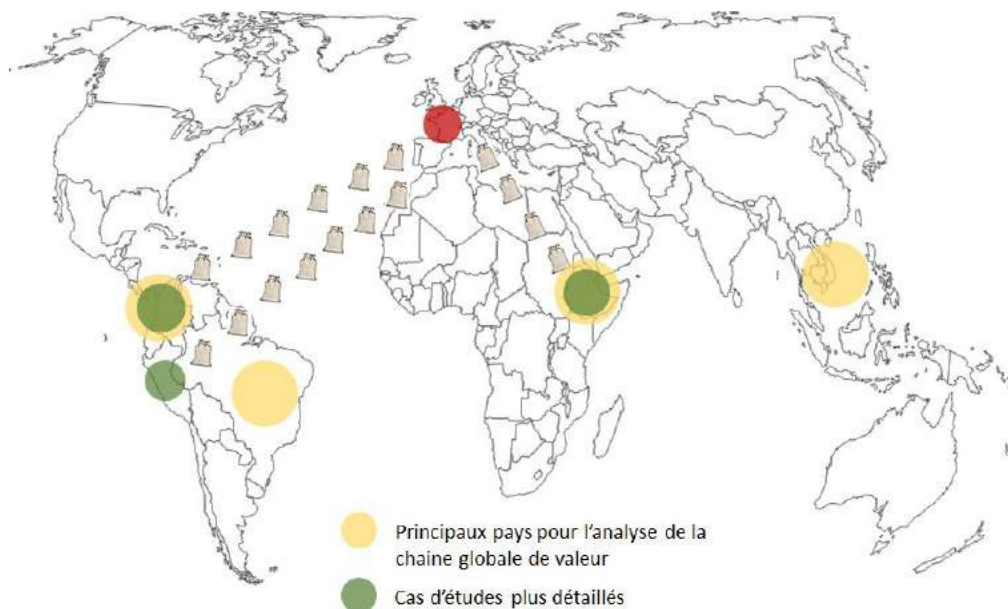 Principaux pays pour l'analyse de la
chaine globale de valeur
Cas d'études plus détaillés